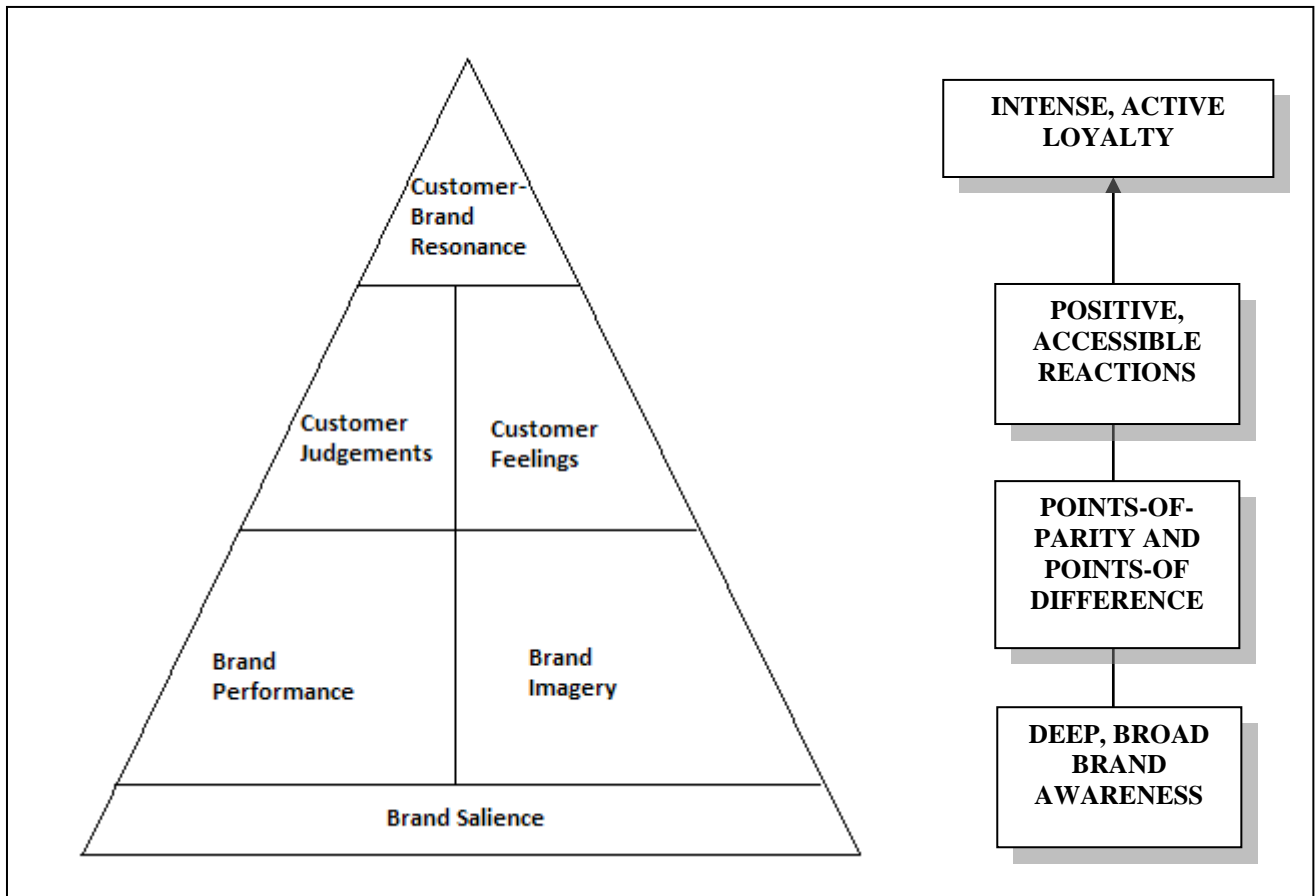 Customer-
Brand
Resonance
Customer
Judgements
Customer
Feelings
Brand
Performance
Brand
Imagery
Brand Salience
INTENSE, ACTIVE
LOYALTY
POSITIVE,
ACCESSIBLE
REACTIONS
POINTS-OF-
PARITY AND
POINTS-OF
DIFFERENCE
DEEP, BROAD
BRAND
AWARENESS